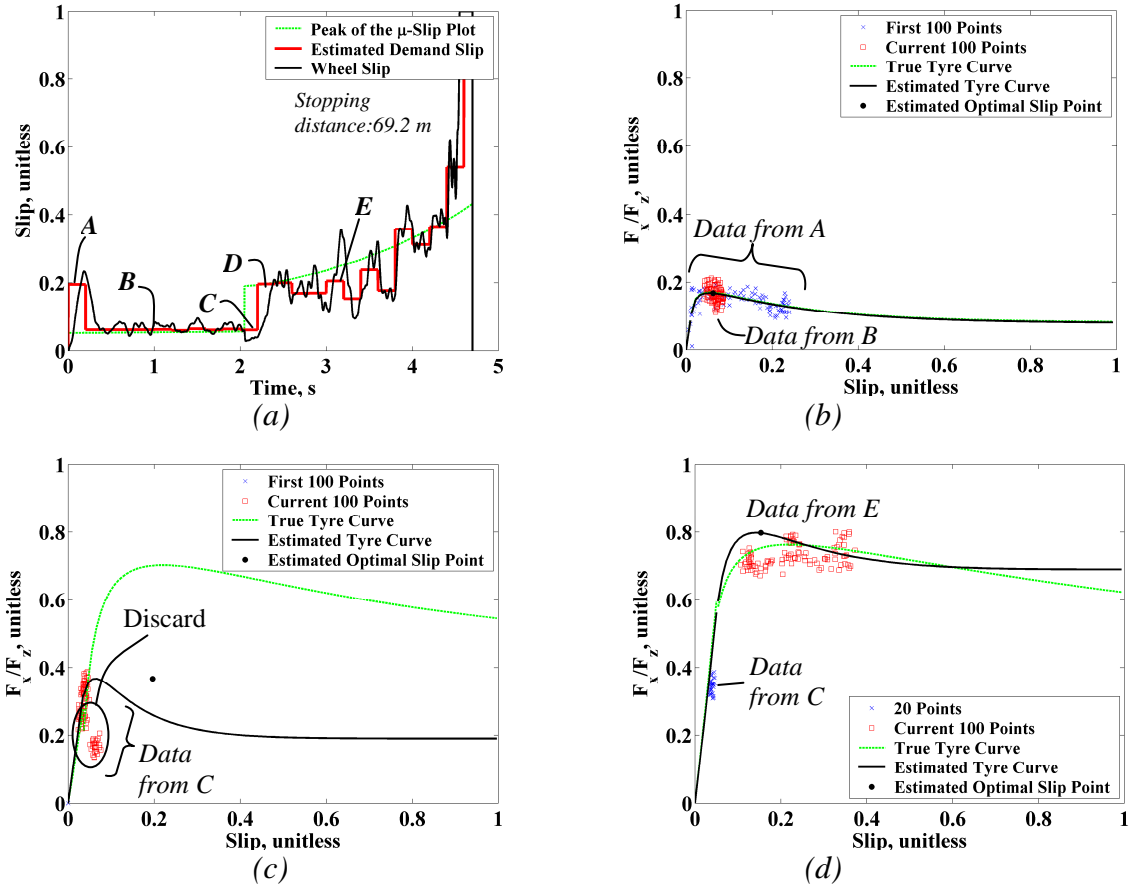 Peak of the μ-Slip Plot
Estimated Demand Slip
Wheel Slip
Stopping
distance:69.2 m
A
B
C
D
E
1
0.8
0.6
0.4
0.2
0
Slip, unitless
0 1 2 3 4 5
Time, s
(a)
First 100 Points
Current 100 Points
True Tyre Curve
Estimated Tyre Curve
Estimated Optimal Slip Point
Data from A
Data from B
1
0.8
0.6
0.4
0.2
0
Fx/Fz, unitless
0 0.2 0.4 0.6 0.8 1
Slip, unitless
(b)
First 100 Points
Current 100 Points
True Tyre Curve
Estimated Tyre Curve
Estimated Optimal Slip Point
Discard
Data
from C
1
0.8
0.6
0.4
0.2
0
Fx/Fz, unitless
0 0.2 0.4 0.6 0.8 1
Slip, unitless
(c)
Data from E
Data
from C
20 Points
Current 100 Points
True Tyre Curve
Estimated Tyre Curve
Estimated Optimal Slip Point
1
0.8
0.6
0.4
0.2
0
Fx/Fz, unitless
0 0.2 0.4 0.6 0.8 1
Slip, unitless
(d)